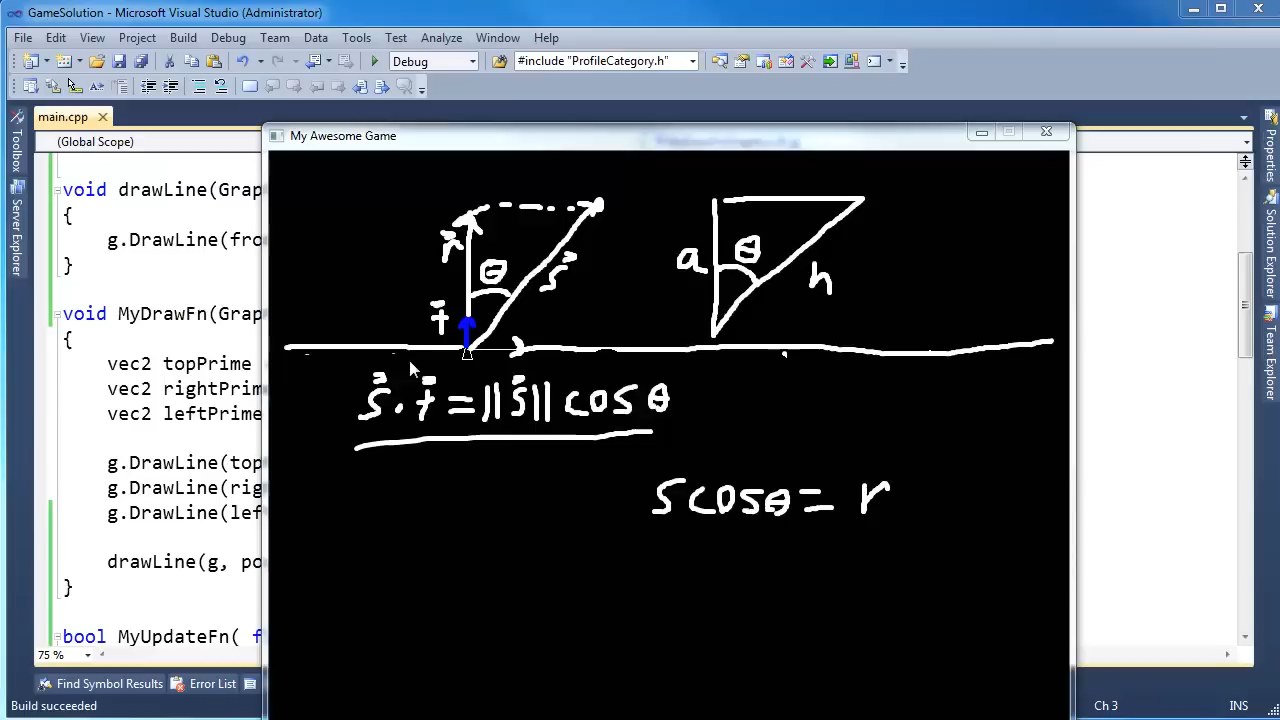 GameSolution - Microsoft Visual Studio (Administrator)
File Edit View Project Build Debug Team Data Tools Test Analyze Window Help
Debug #include "ProfileCategory.h"
main.cpp
(Global Scope)
My Awesome Game
Toolbox
Server Explorer
Properties
Solution Explorer
Team Explorer
void drawLine(Grap
{
g.DrawLine(fro
}
void MyDrawFn(Grap
{
vec2 topPrime
vec2 rightPrim
vec2 leftPrime
g.DrawLine(top
g.DrawLine(rig
g.DrawLine(lef
drawLine(g, po
}
bool MyUpdateFn( f
r⃗ θ s⃗ t⃗
a θ h
s⃗ · t⃗ = ||s⃗|| cos θ
s cos θ = r
75 %
Find Symbol Results Error List
Build succeeded Ch 3 INS